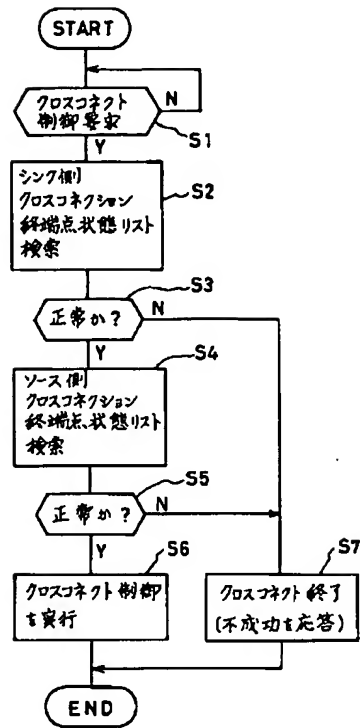 START
クロスコネクト
制御要求
N
S1
Y
シンク側
クロスコネクション
終端点状態リスト
検索
S2
正常か?
N
S3
Y
ソース側
クロスコネクション
終端点状態リスト
検索
S4
正常か?
N
S5
Y
クロスコネクト制御
を実行
S6
クロスコネクト終了
(不成功を応答)
S7
END